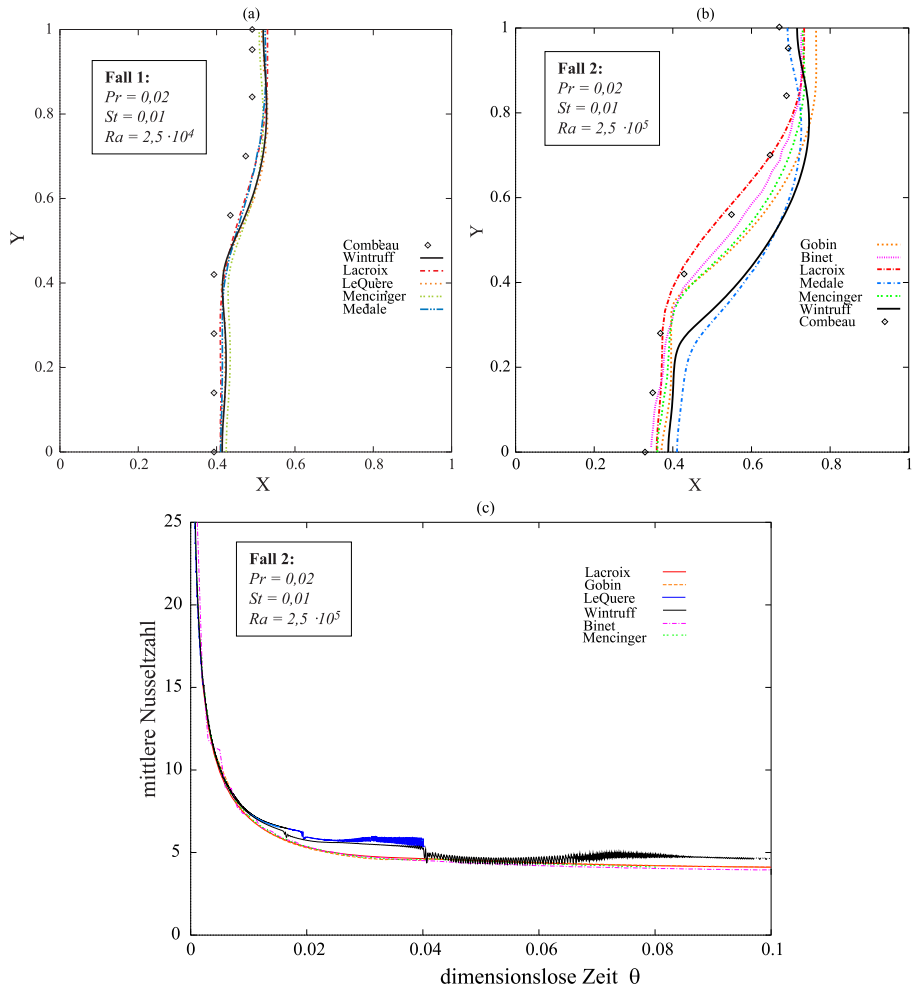 (a)
1
0.8
0.6
0.4
0.2
0
Y
Fall 1:
Pr = 0,02
St = 0,01
Ra = 2,5 ·10⁴
Combeau
Wintruff
Lacroix
LeQuère
Mencinger
Medale
0
0.2
0.4
0.6
0.8
1
X
(b)
1
0.8
0.6
0.4
0.2
0
Y
Fall 2:
Pr = 0,02
St = 0,01
Ra = 2,5 ·10⁵
Gobin
Binet
Lacroix
Medale
Mencinger
Wintruff
Combeau
0
0.2
0.4
0.6
0.8
1
X
(c)
25
20
15
10
5
0
mittlere Nusseltzahl
Fall 2:
Pr = 0,02
St = 0,01
Ra = 2,5 ·10⁵
Lacroix
Gobin
LeQuere
Wintruff
Binet
Mencinger
0
0.02
0.04
0.06
0.08
0.1
dimensionslose Zeit θ